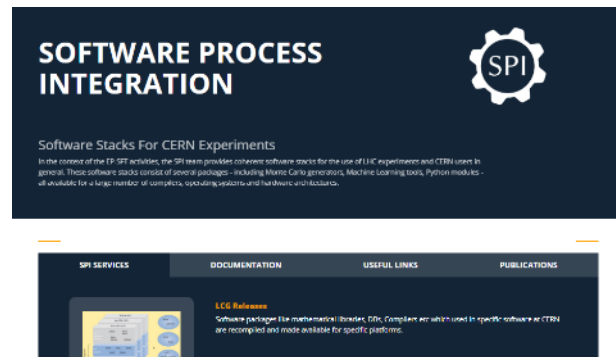 SOFTWARE PROCESS
INTEGRATION
SPI
Software Stacks For CERN Experiments
In the context of the EP-SFT activities, the SPI team provides coherent software stacks for the use of LHC experiments and CERN users in
general. These software stacks consist of several packages - including Monte Carlo generators, Machine Learning tools, Python modules -
all available for a large number of compilers, operating systems and hardware architectures.
SPI SERVICES
DOCUMENTATION
USEFUL LINKS
PUBLICATIONS
LCG Releases
Software packages like mathematical libraries, DBs, Compilers etc which used in specific software at CERN
are recompiled and made available for specific platforms.